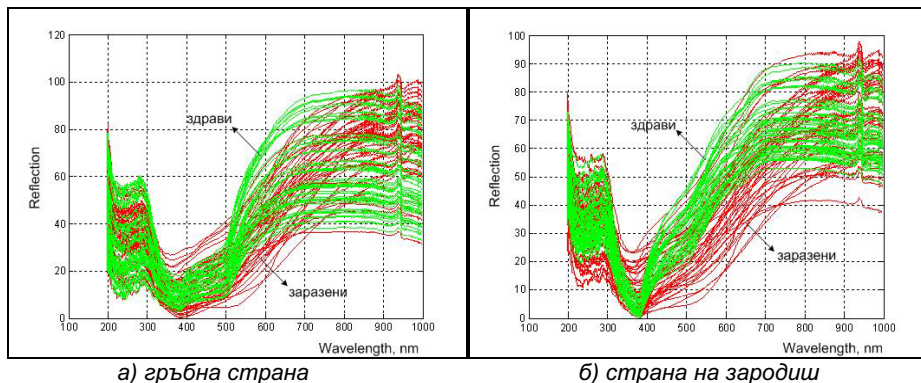 120
100
80
60
40
20
0
Reflection
здрави
заразени
100 200 300 400 500 600 700 800 900 1000
Wavelength, nm
а) гръбна страна
100
90
80
70
60
50
40
30
20
10
0
Reflection
здрави
заразени
100 200 300 400 500 600 700 800 900 1000
Wavelength, nm
б) страна на зародиш